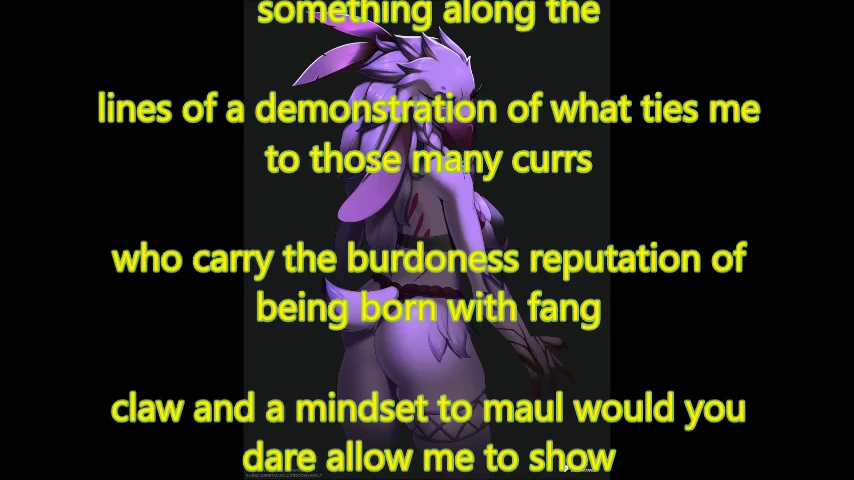 something along the
lines of a demonstration of what ties me
to those many currs
who carry the burdoness reputation of
being born with fang
claw and a mindset to maul would you
dare allow me to show